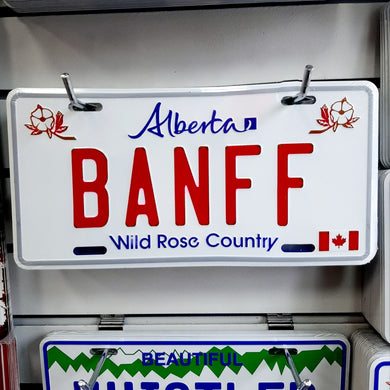 Alberta
BANFF
Wild Rose Country
BEAUTIFUL